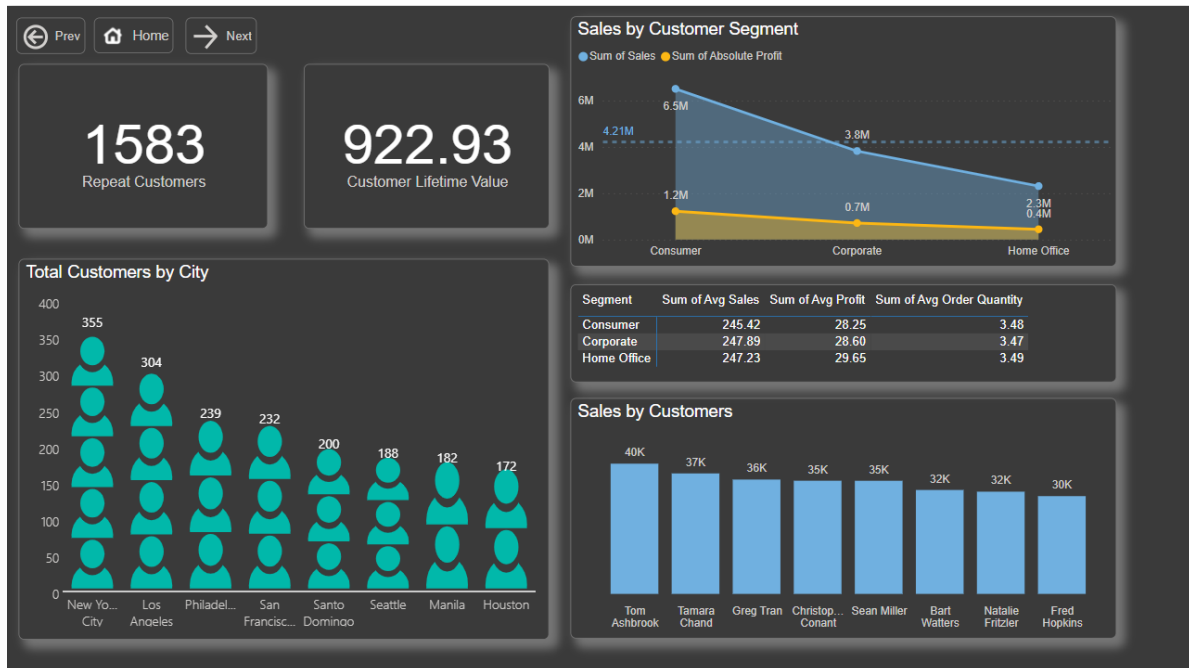 Prev
Home
Next
1583
Repeat Customers
922.93
Customer Lifetime Value
Total Customers by City
400
350
300
250
200
150
100
50
0
355
304
239
232
200
188
182
172
New Yo...
City
Los
Angeles
Philadel...
San
Francisc...
Santo
Domingo
Seattle
Manila
Houston
Sales by Customer Segment
Sum of Sales Sum of Absolute Profit
6M
4M
2M
0M
4.21M
6.5M
3.8M
2.3M
1.2M
0.7M
0.4M
Consumer Corporate Home Office
Segment Sum of Avg Sales Sum of Avg Profit Sum of Avg Order Quantity
Consumer 245.42 28.25 3.48
Corporate 247.89 28.60 3.47
Home Office 247.23 29.65 3.49
Sales by Customers
40K
37K
36K
35K
35K
32K
32K
30K
Tom
Ashbrook
Tamara
Chand
Greg Tran
Christop...
Conant
Sean Miller
Bart
Watters
Natalie
Fritzler
Fred
Hopkins